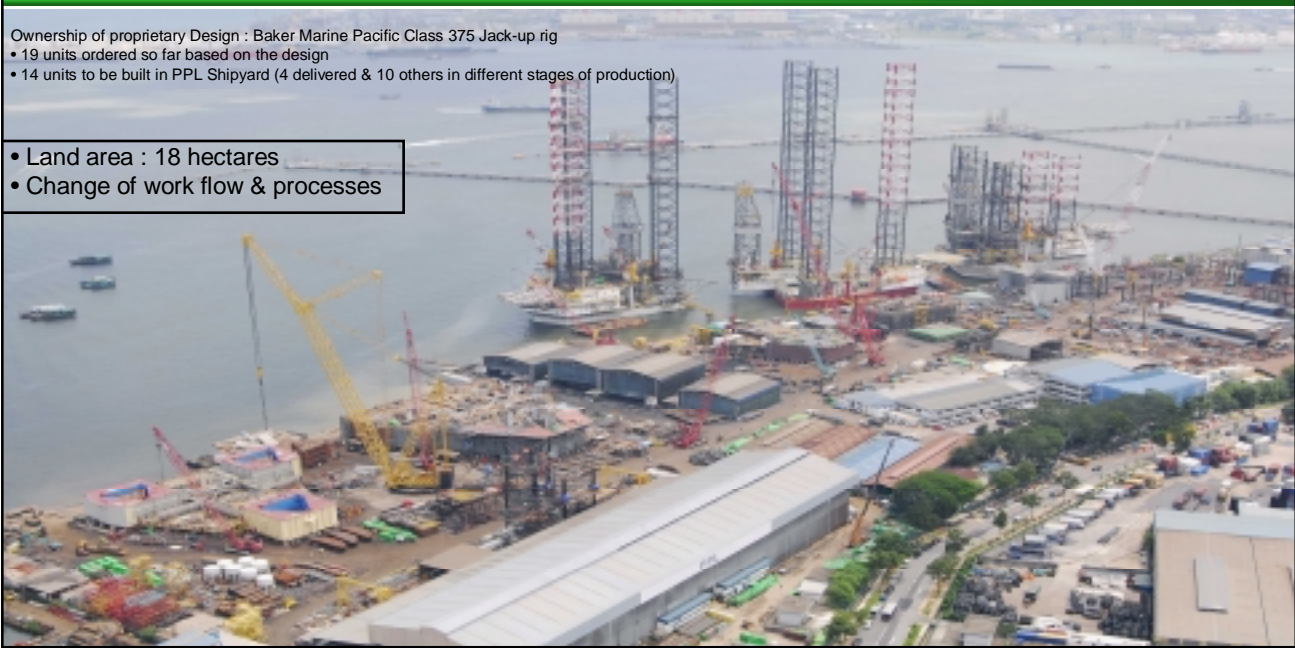 Ownership of proprietary Design : Baker Marine Pacific Class 375 Jack-up rig
• 19 units ordered so far based on the design
• 14 units to be built in PPL Shipyard (4 delivered & 10 others in different stages of production)
• Land area : 18 hectares
• Change of work flow & processes